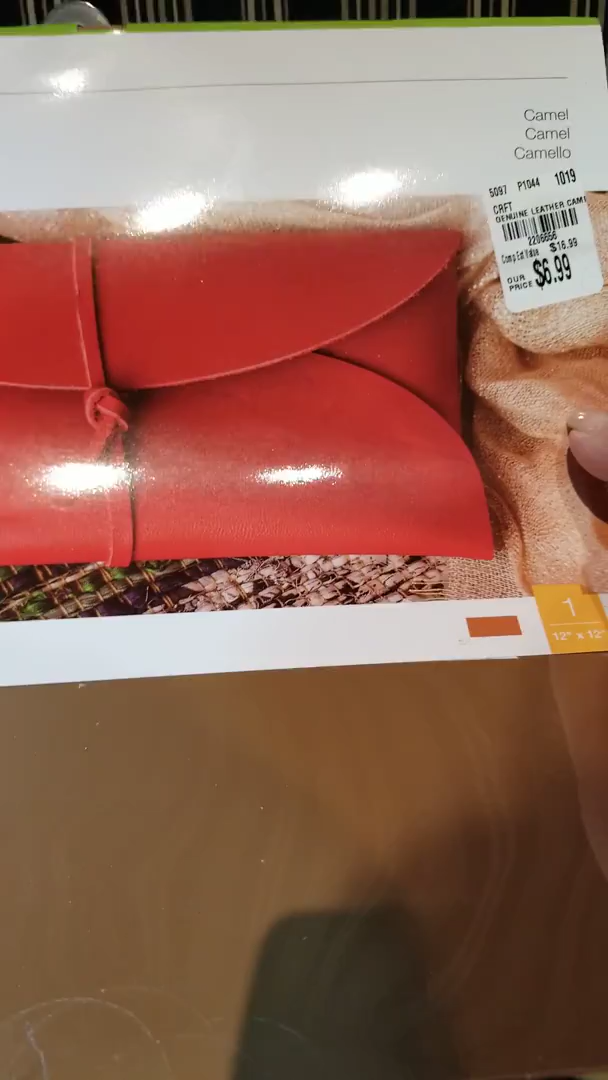 Camel
Camel
Camello
5097 P1044 1019
CRFT
GENUINE LEATHER CAM
2206656
Comp.Est.Value $16.99
OUR PRICE $6.99
1
12" x 12"